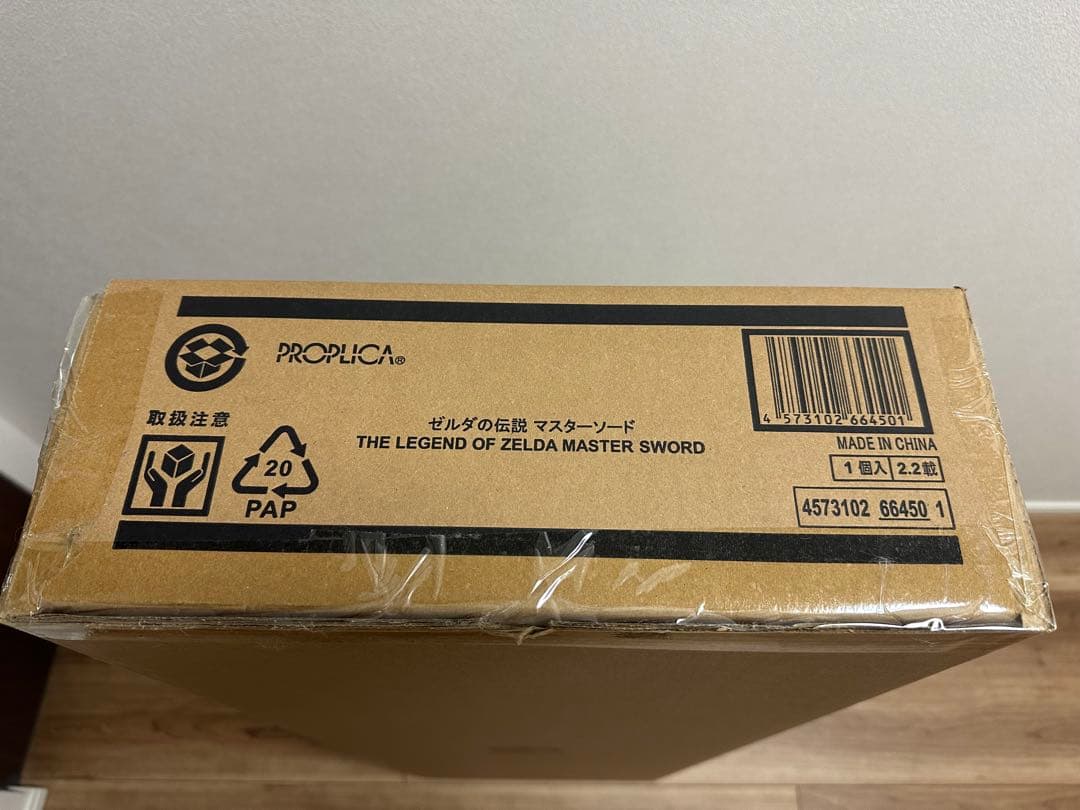 PROPLICA®
取扱注意
20
PAP
ゼルダの伝説 マスターソード
THE LEGEND OF ZELDA MASTER SWORD
4 573102 664501
MADE IN CHINA
1個入 2.2載
4573102 66450 1